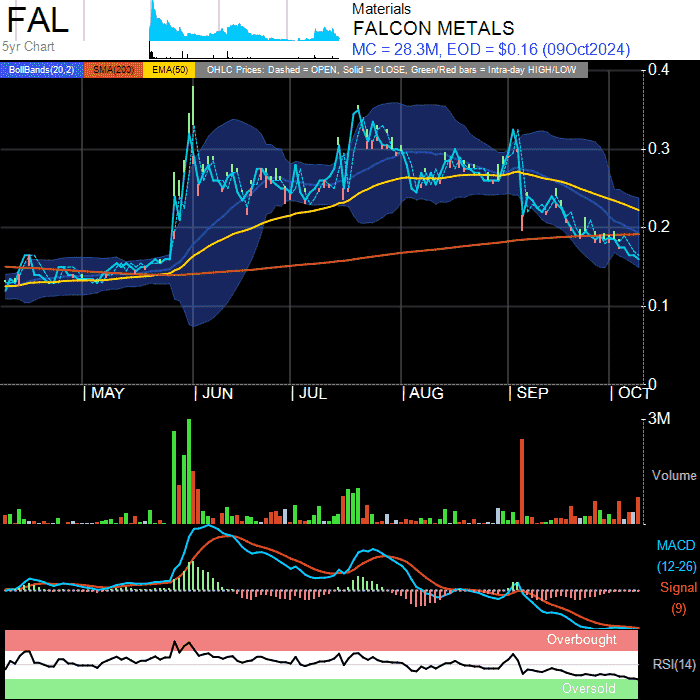 FAL
5yr Chart
Materials
FALCON METALS
MC = 28.3M, EOD = $0.16 (09Oct2024)
BollBands(20,2) SMA(200) EMA(50) OHLC Prices: Dashed = OPEN, Solid = CLOSE, Green/Red bars = Intra-day HIGH/LOW
0.4
0.3
0.2
0.1
0
MAY JUN JUL AUG SEP OCT
3M
Volume
MACD
(12-26)
Signal
(9)
Overbought
RSI(14)
Oversold